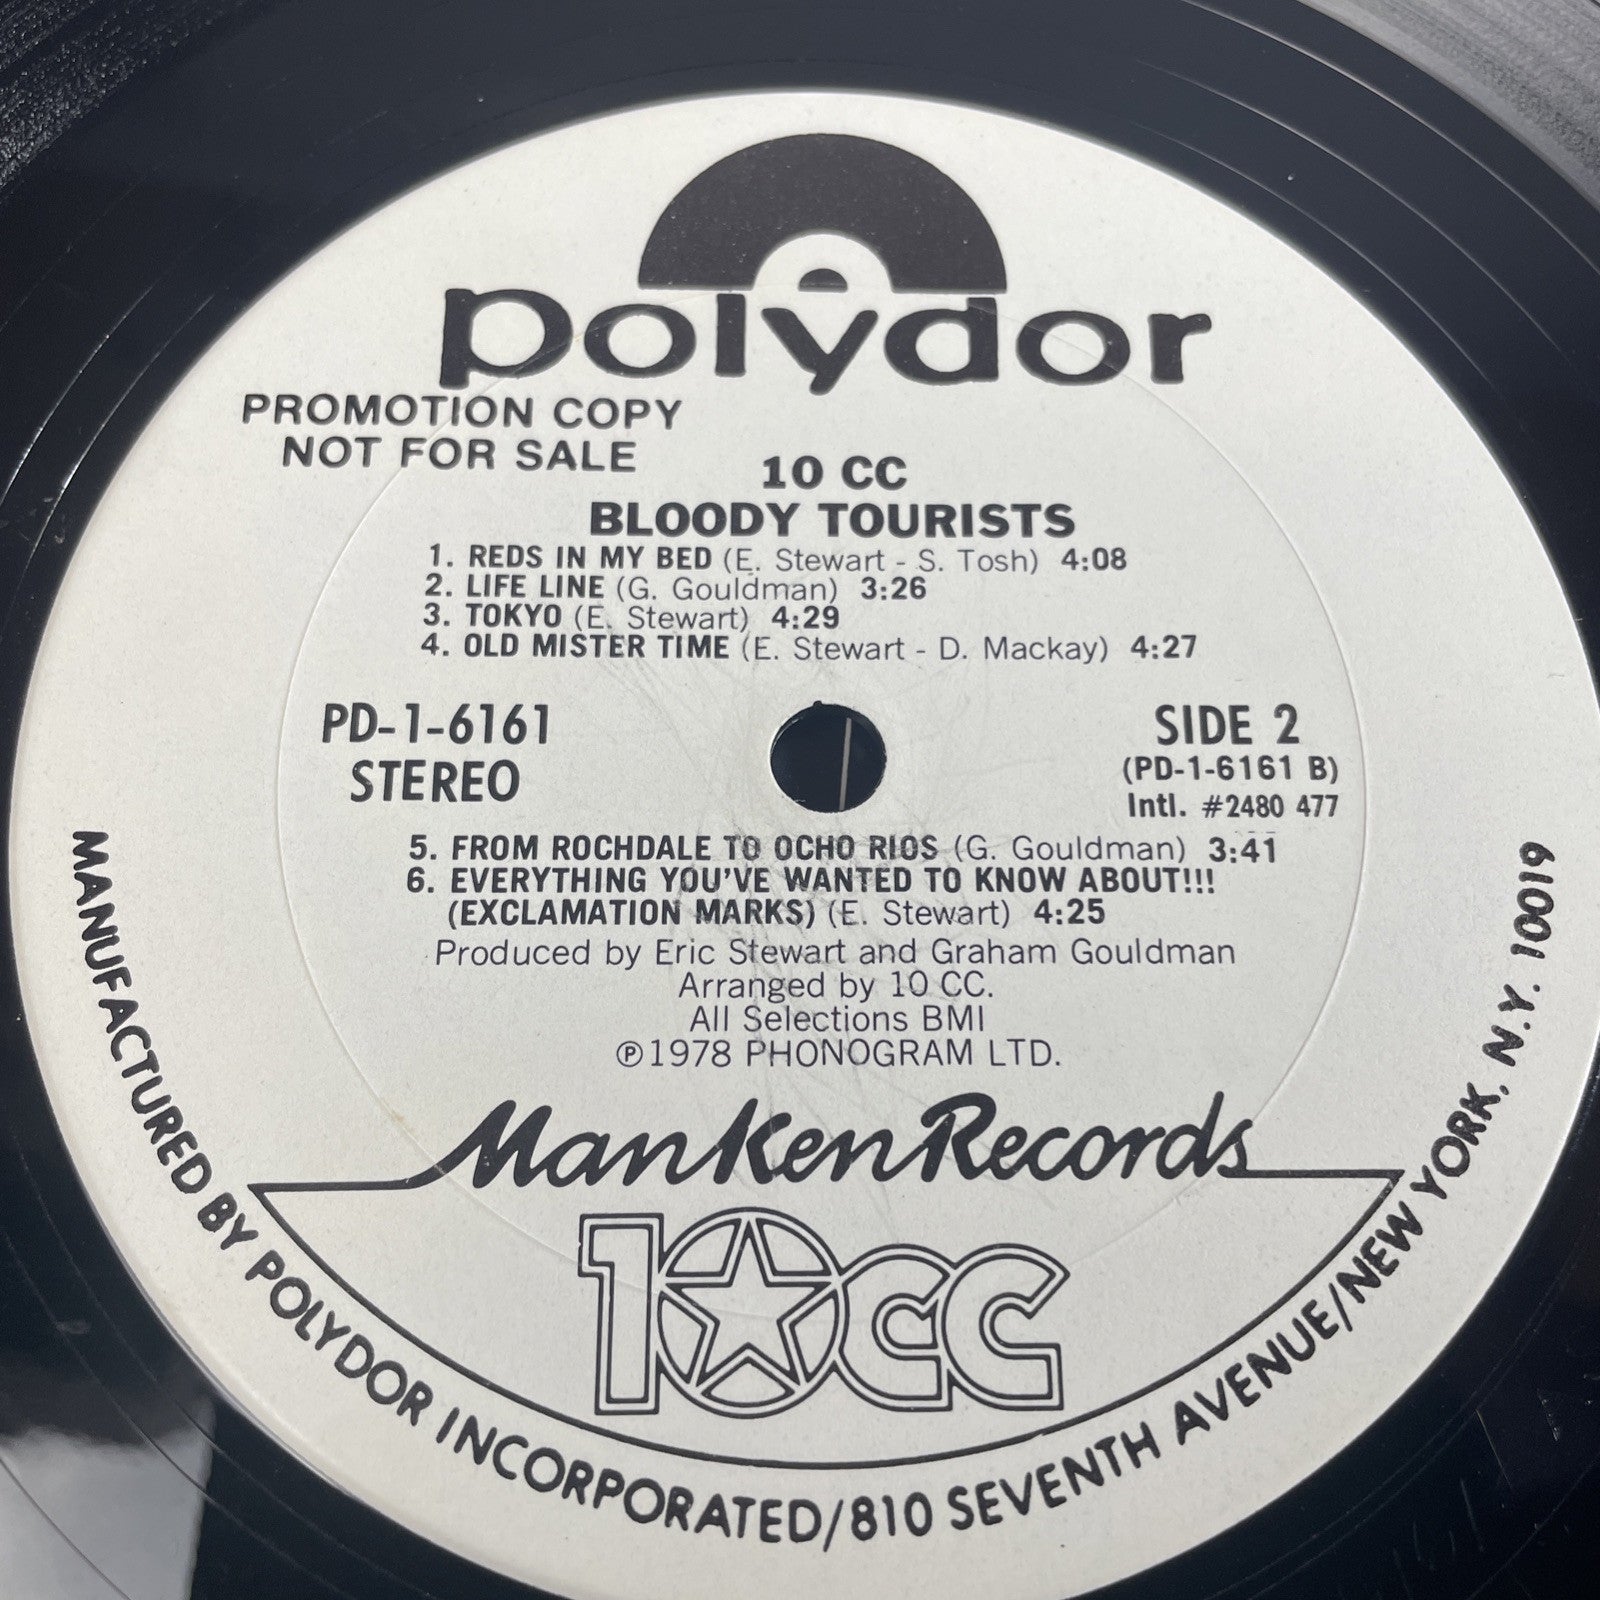 polydor
PROMOTION COPY
NOT FOR SALE
10 CC
BLOODY TOURISTS
1. REDS IN MY BED (E. Stewart - S. Tosh) 4:08
2. LIFE LINE (G. Gouldman) 3:26
3. TOKYO (E. Stewart) 4:29
4. OLD MISTER TIME (E. Stewart - D. Mackay) 4:27
PD-1-6161
STEREO
SIDE 2
(PD-1-6161 B)
Intl. #2480 477
5. FROM ROCHDALE TO OCHO RIOS (G. Gouldman) 3:41
6. EVERYTHING YOU'VE WANTED TO KNOW ABOUT!!!
(EXCLAMATION MARKS) (E. Stewart) 4:25
Produced by Eric Stewart and Graham Gouldman
Arranged by 10 CC.
All Selections BMI
℗1978 PHONOGRAM LTD.
ManKen Records
10CC
MANUFACTURED BY POLYDOR INCORPORATED/810 SEVENTH AVENUE/NEW YORK, N.Y. 10019